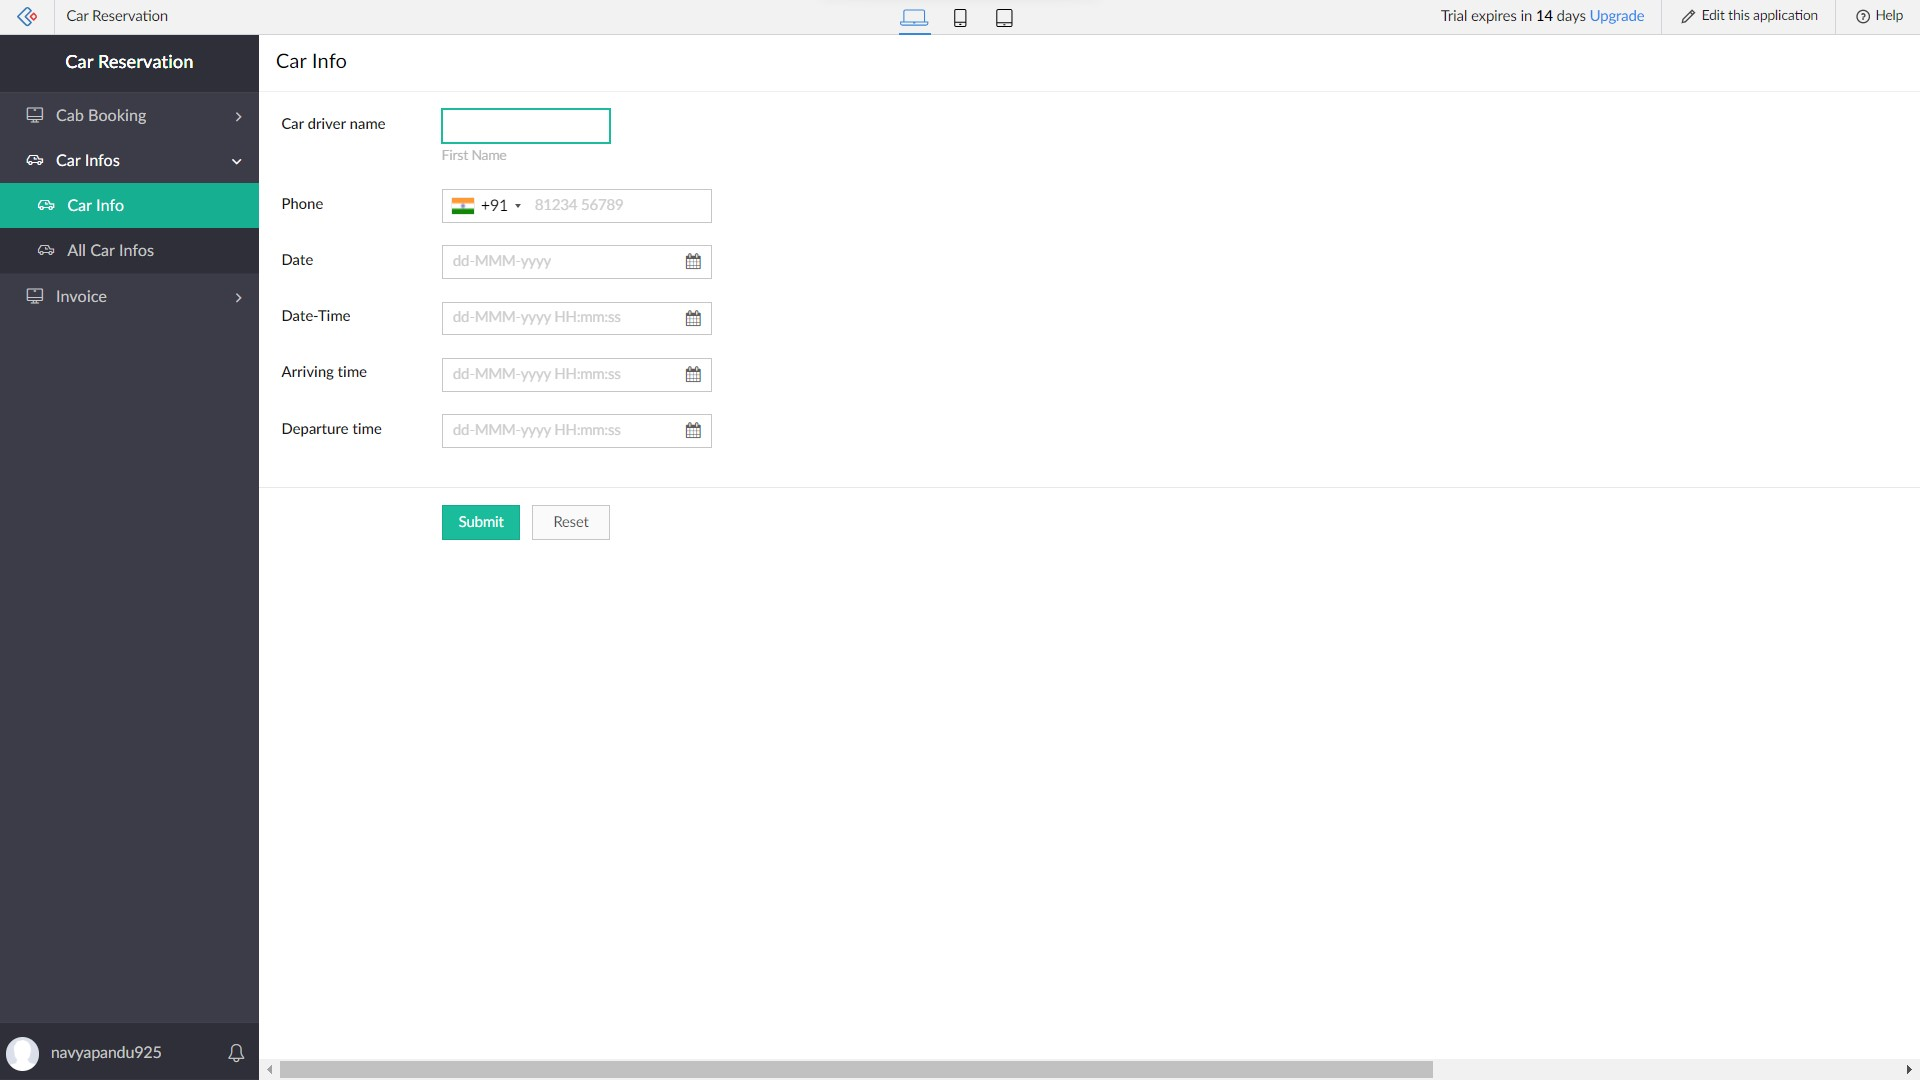 Car Reservation
Trial expires in 14 days Upgrade
Edit this application
Help
Car Reservation
Cab Booking
Car Infos
Car Info
All Car Infos
Invoice
navyapandu925
Car Info
Car driver name
First Name
Phone
+91 81234 56789
Date
dd-MMM-yyyy
Date-Time
dd-MMM-yyyy HH:mm:ss
Arriving time
dd-MMM-yyyy HH:mm:ss
Departure time
dd-MMM-yyyy HH:mm:ss
Submit
Reset